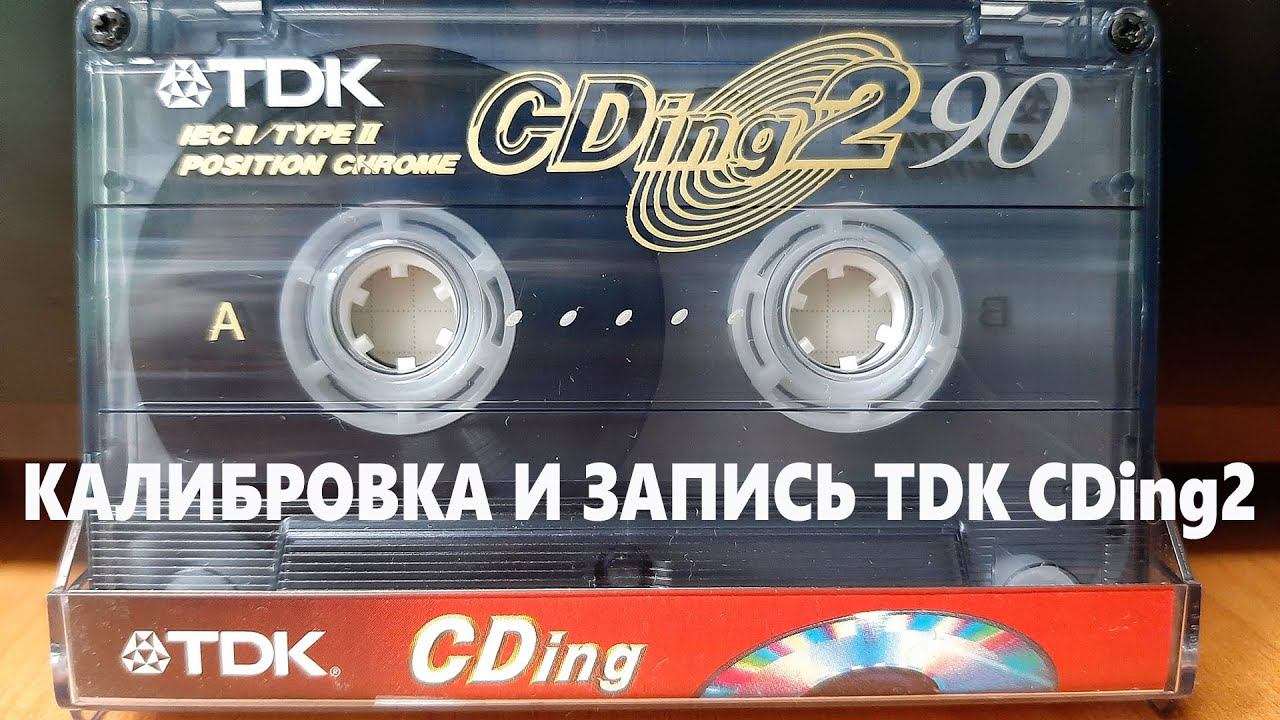 TDK CDing2 90
IEC II/TYPE II
POSITION CHROME
A
B
КАЛИБРОВКА И ЗАПИСЬ TDK CDing2
TDK® CDing